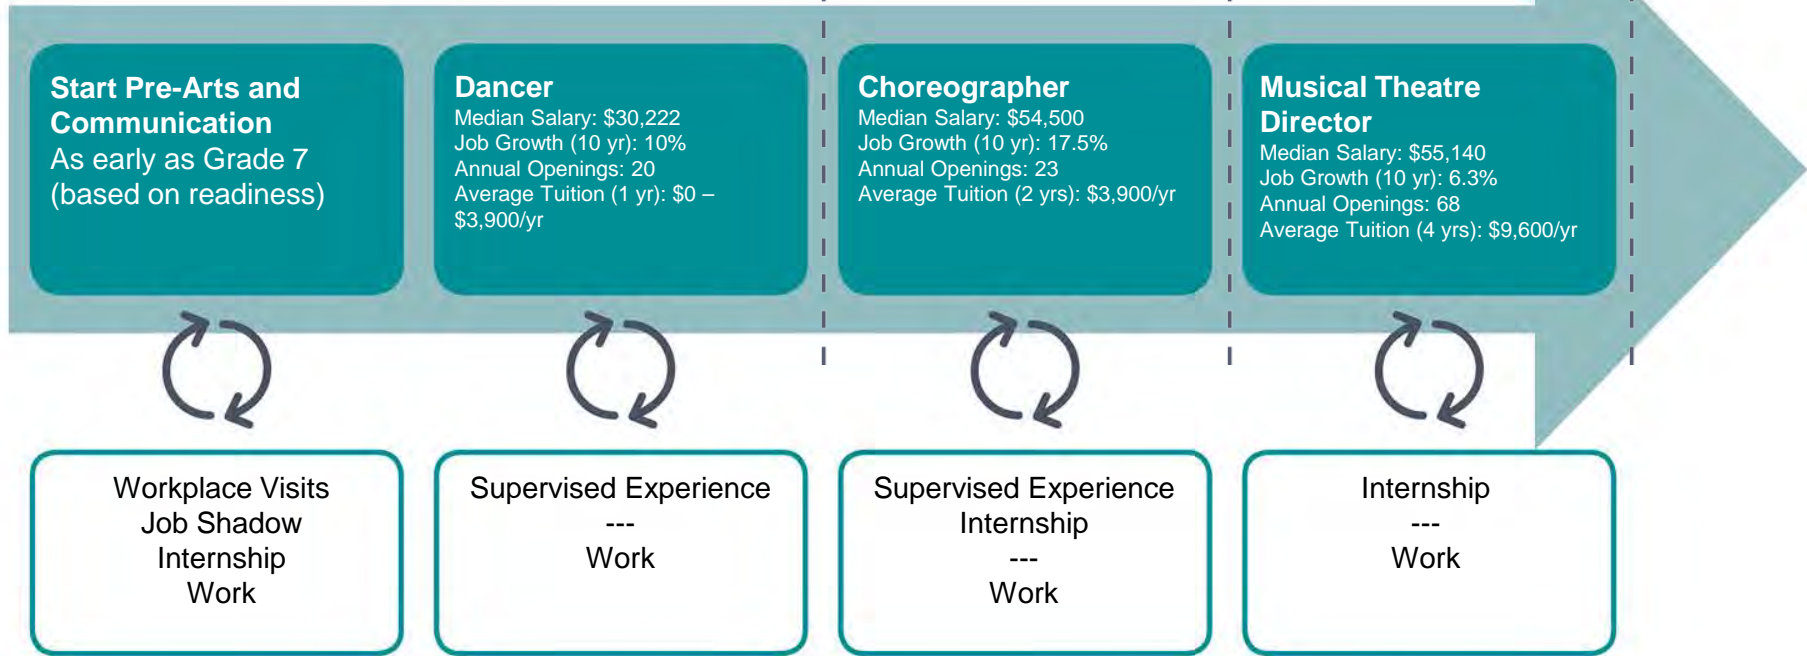 Start Pre-Arts and
Communication
As early as Grade 7
(based on readiness)
Dancer
Median Salary: $30,222
Job Growth (10 yr): 10%
Annual Openings: 20
Average Tuition (1 yr): $0 –
$3,900/yr
Choreographer
Median Salary: $54,500
Job Growth (10 yr): 17.5%
Annual Openings: 23
Average Tuition (2 yrs): $3,900/yr
Musical Theatre
Director
Median Salary: $55,140
Job Growth (10 yr): 6.3%
Annual Openings: 68
Average Tuition (4 yrs): $9,600/yr
Workplace Visits
Job Shadow
Internship
Work
Supervised Experience
---
Work
Supervised Experience
Internship
---
Work
Internship
---
Work